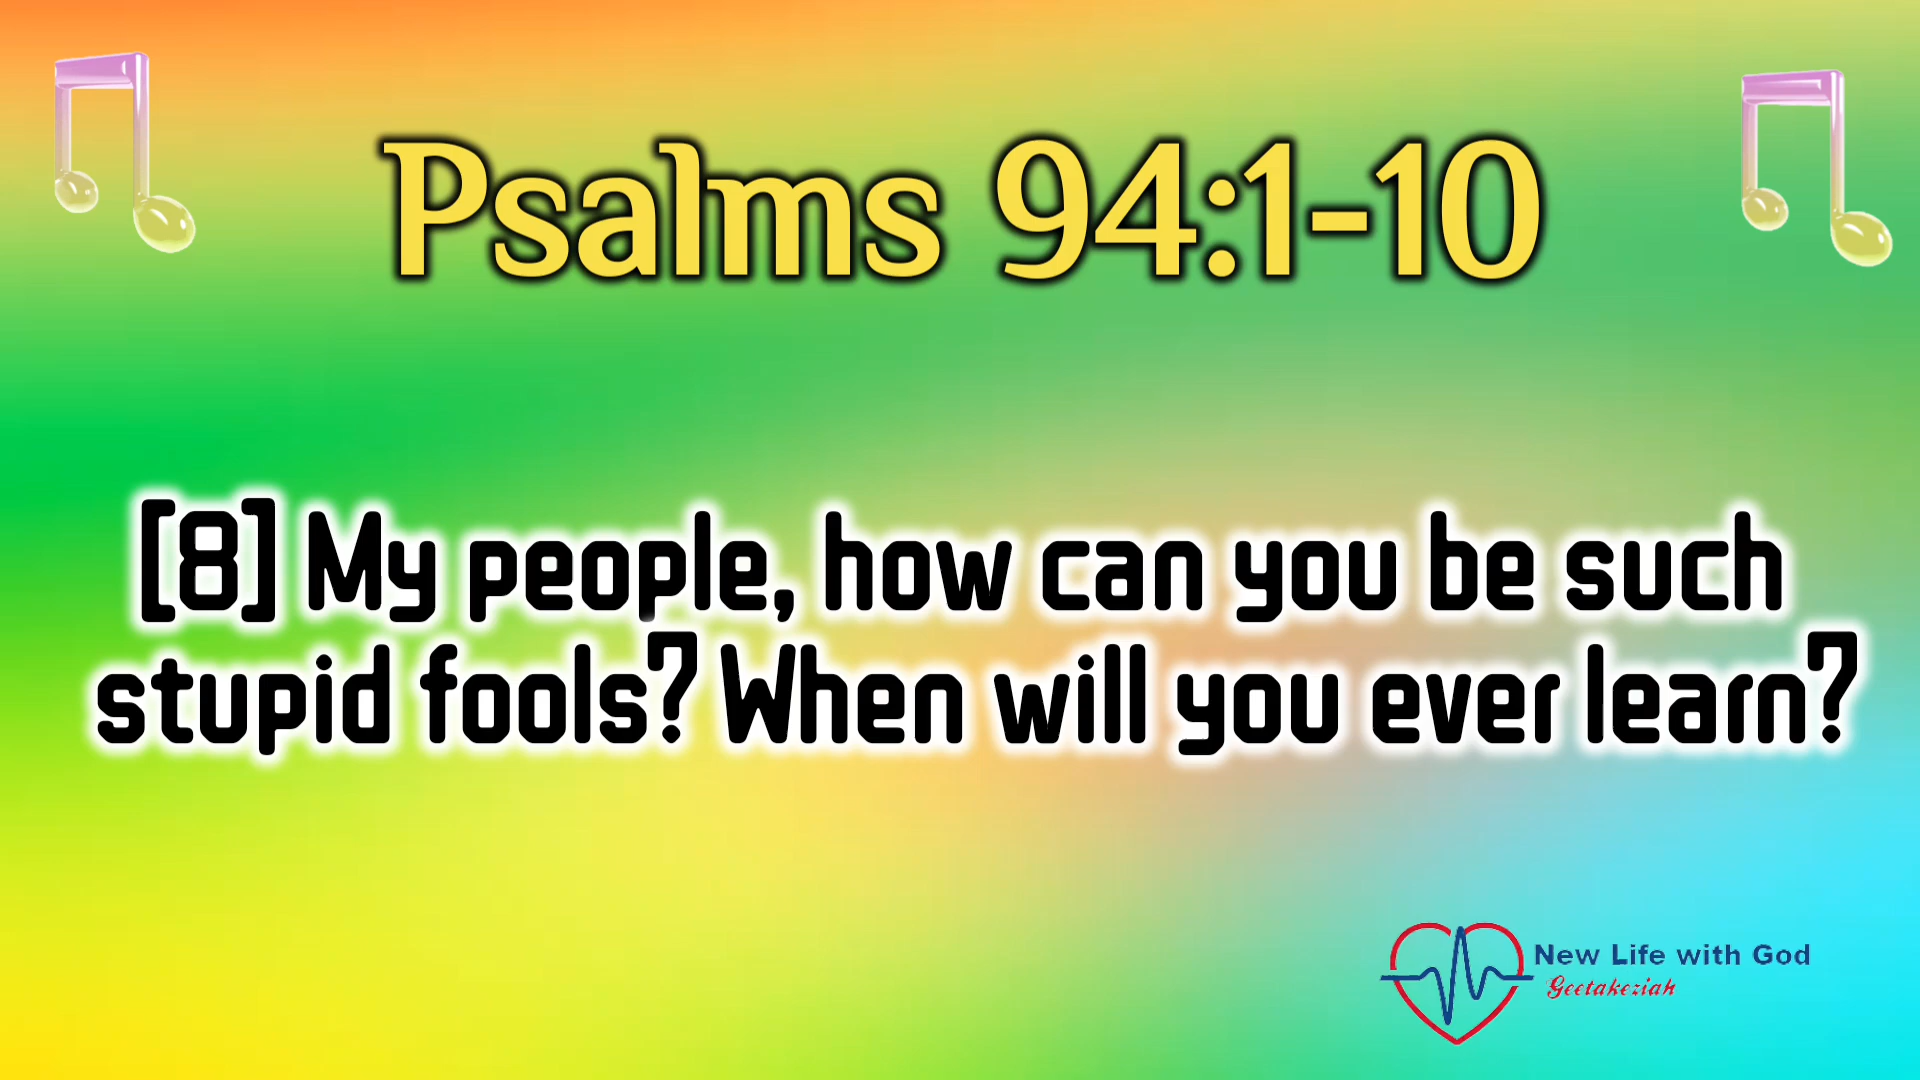 Psalms 94:1-10
[8] My people, how can you be such
stupid fools? When will you ever learn?
New Life with God
Geetakeziah